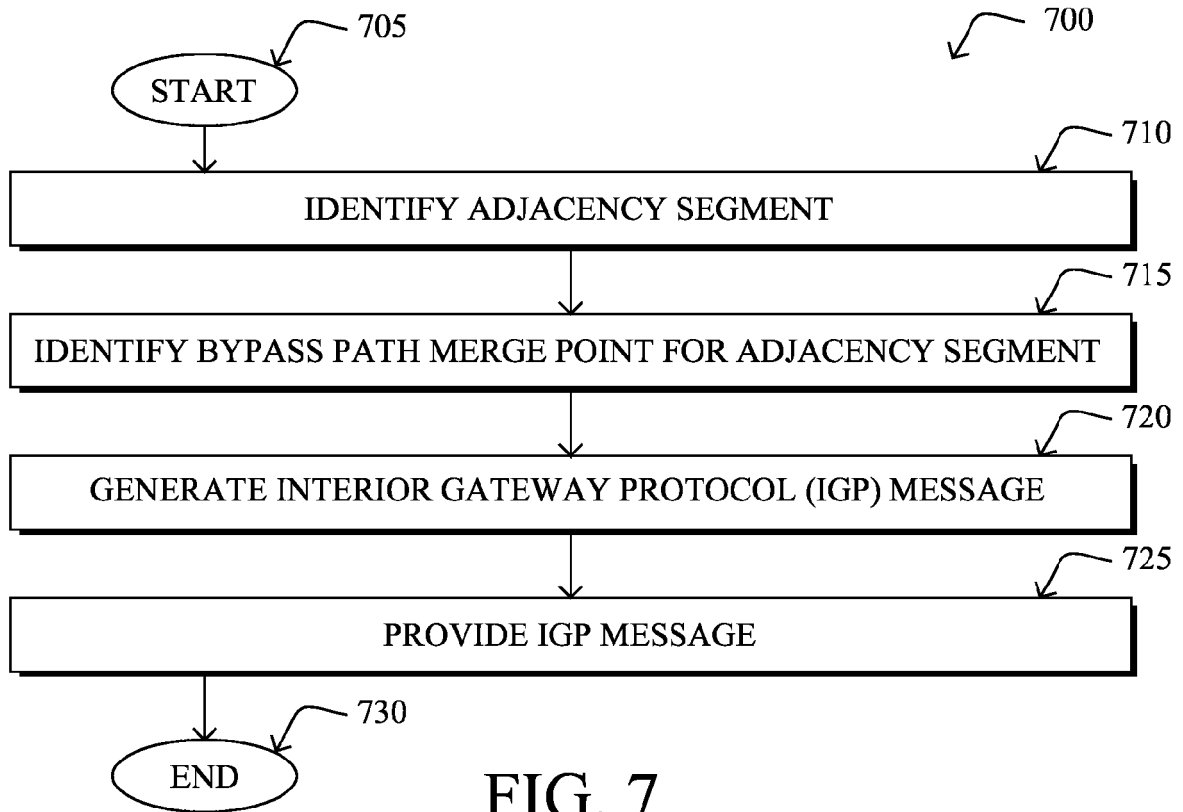 705
700
START
710
IDENTIFY ADJACENCY SEGMENT
715
IDENTIFY BYPASS PATH MERGE POINT FOR ADJACENCY SEGMENT
720
GENERATE INTERIOR GATEWAY PROTOCOL (IGP) MESSAGE
725
PROVIDE IGP MESSAGE
730
END
FIG. 7